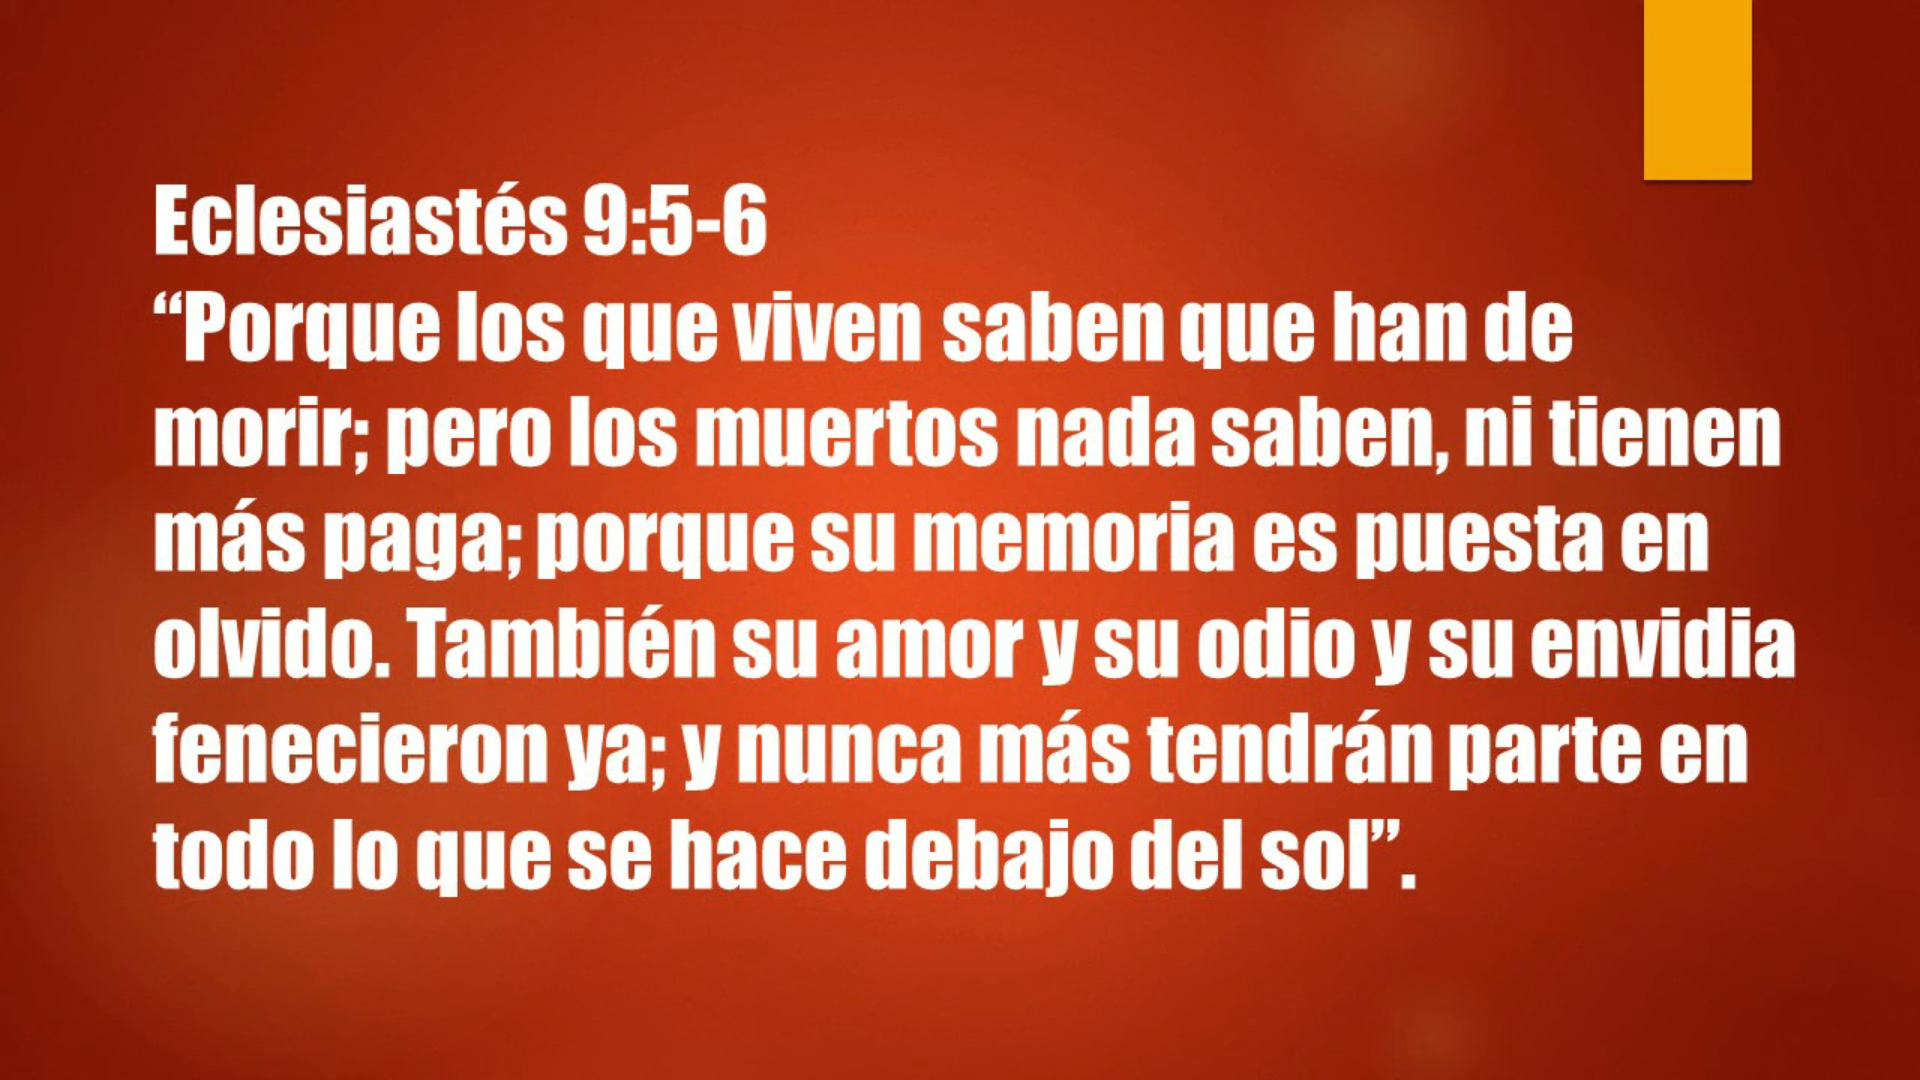 Eclesiastés 9:5-6
“Porque los que viven saben que han de
morir; pero los muertos nada saben, ni tienen
más paga; porque su memoria es puesta en
olvido. También su amor y su odio y su envidia
fenecieron ya; y nunca más tendrán parte en
todo lo que se hace debajo del sol”.